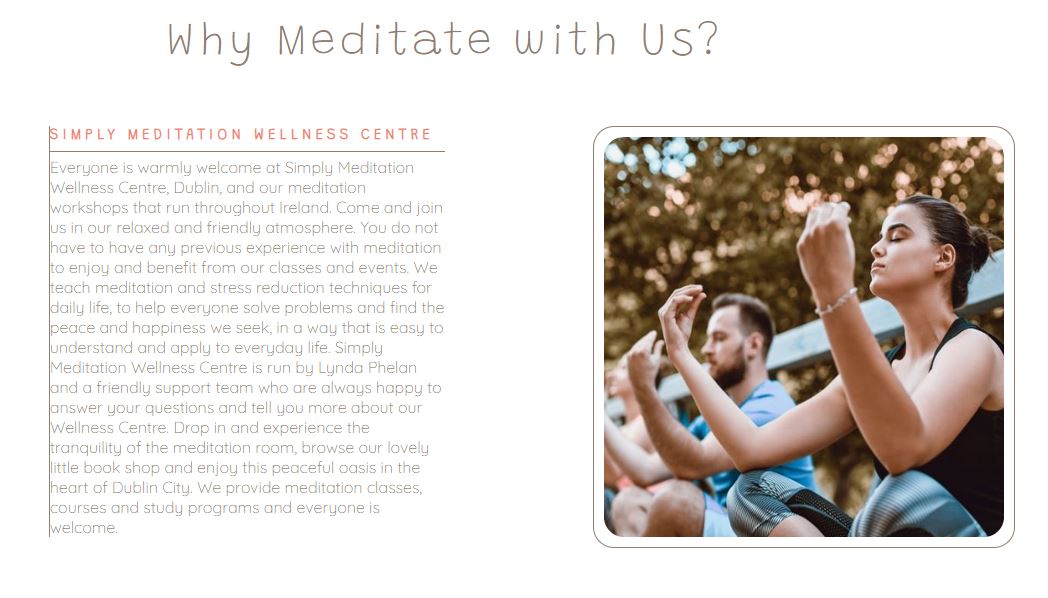 Why Meditate with Us?
SIMPLY MEDITATION WELLNESS CENTRE
Everyone is warmly welcome at Simply Meditation
Wellness Centre, Dublin, and our meditation
workshops that run throughout Ireland. Come and join
us in our relaxed and friendly atmosphere. You do not
have to have any previous experience with meditation
to enjoy and benefit from our classes and events. We
teach meditation and stress reduction techniques for
daily life, to help everyone solve problems and find the
peace and happiness we seek, in a way that is easy to
understand and apply to everyday life. Simply
Meditation Wellness Centre is run by Lynda Phelan
and a friendly support team who are always happy to
answer your questions and tell you more about our
Wellness Centre. Drop in and experience the
tranquility of the meditation room, browse our lovely
little book shop and enjoy this peaceful oasis in the
heart of Dublin City. We provide meditation classes,
courses and study programs and everyone is
welcome.